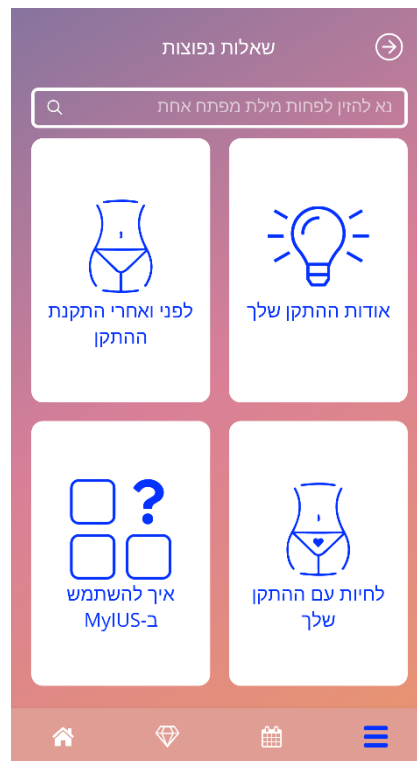 שאלות נפוצות
נא להזין לפחות מילת מפתח אחת
אודות ההתקן שלך
לפני ואחרי התקנת
ההתקן
לחיות עם ההתקן
שלך
איך להשתמש
ב-MyIUS